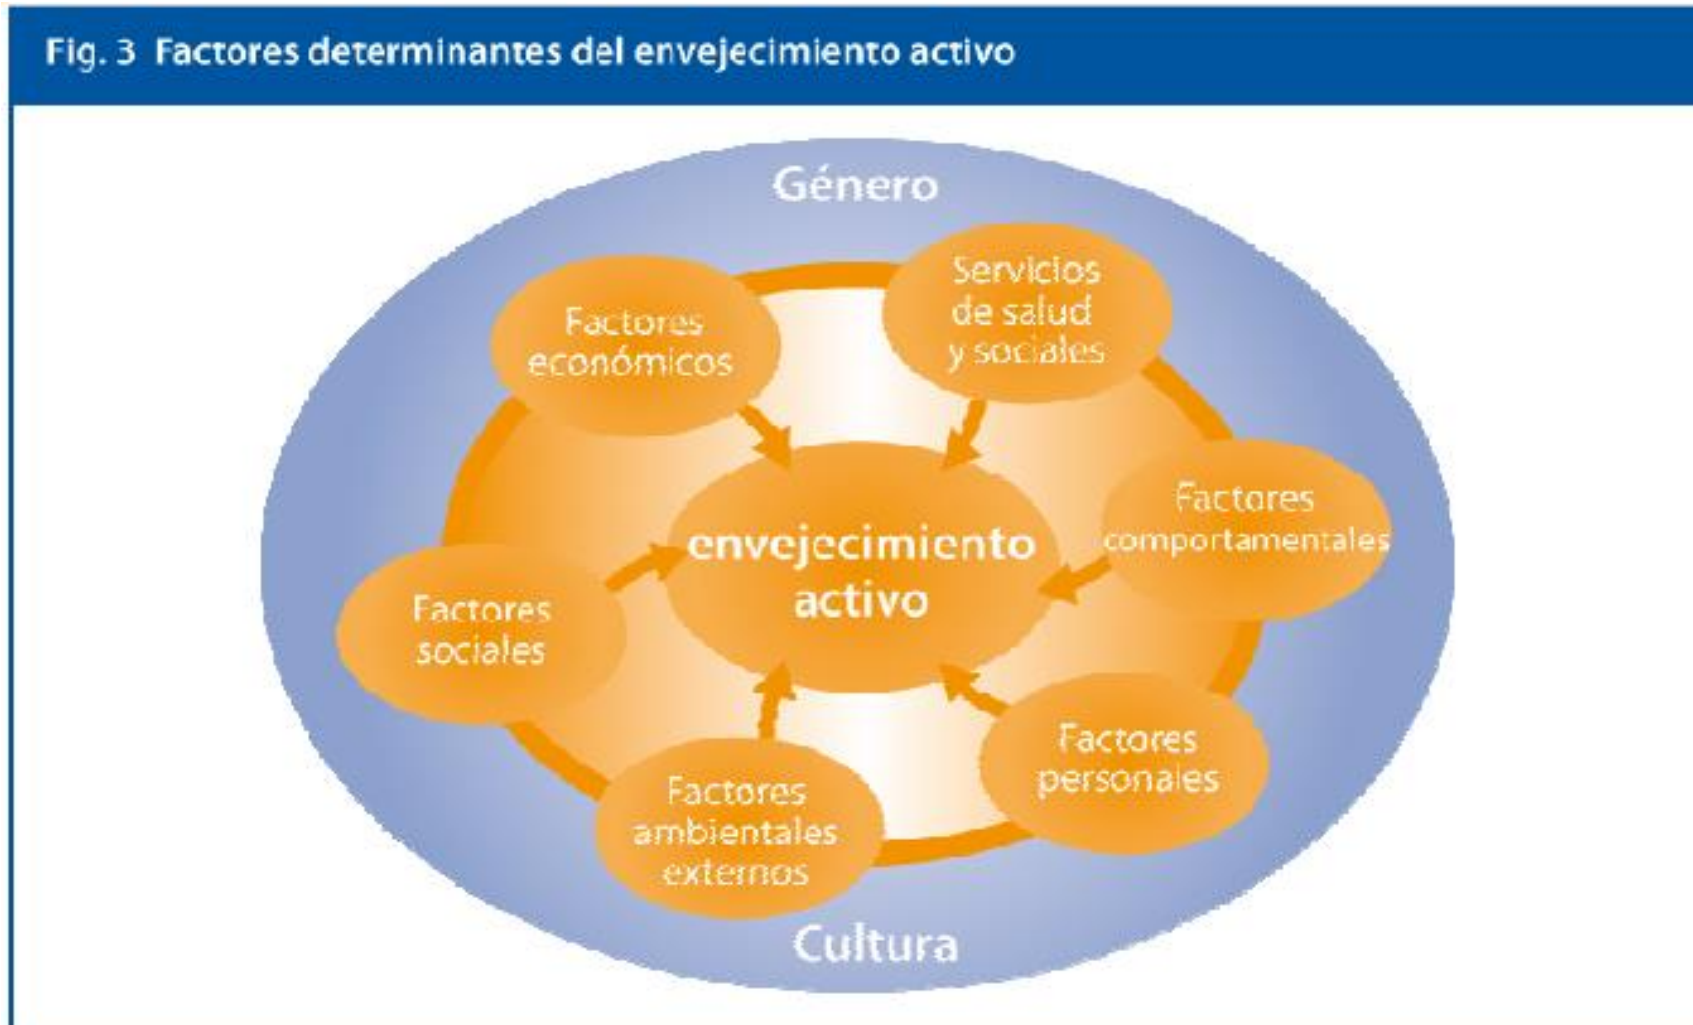 Fig. 3 Factores determinantes del envejecimiento activo
Género
Factores
económicos
Servicios
de salud
y sociales
Factores
comportamentales
envejecimiento
activo
Factores
sociales
Factores
personales
Factores
ambientales
externos
Cultura